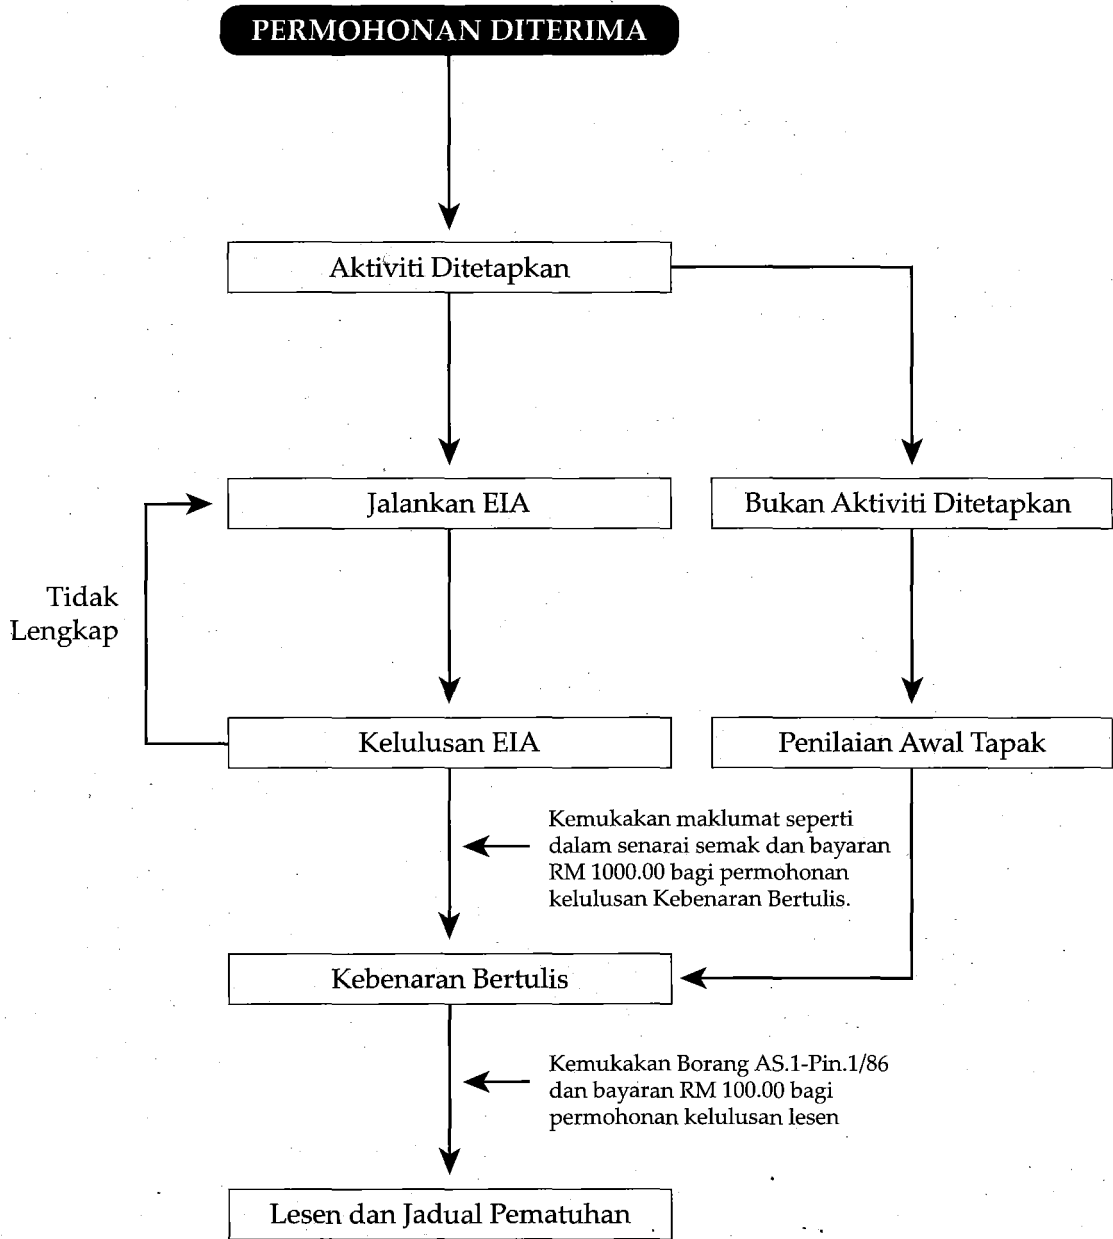 PERMOHONAN DITERIMA
Aktiviti Ditetapkan
Jalankan EIA
Bukan Aktiviti Ditetapkan
Tidak
Lengkap
Kelulusan EIA
Penilaian Awal Tapak
Kemukakan maklumat seperti
dalam senarai semak dan bayaran
RM 1000.00 bagi permohonan
kelulusan Kebenaran Bertulis.
Kebenaran Bertulis
Kemukakan Borang AS.1-Pin.1/86
dan bayaran RM 100.00 bagi
permohonan kelulusan lesen
Lesen dan Jadual Pematuhan